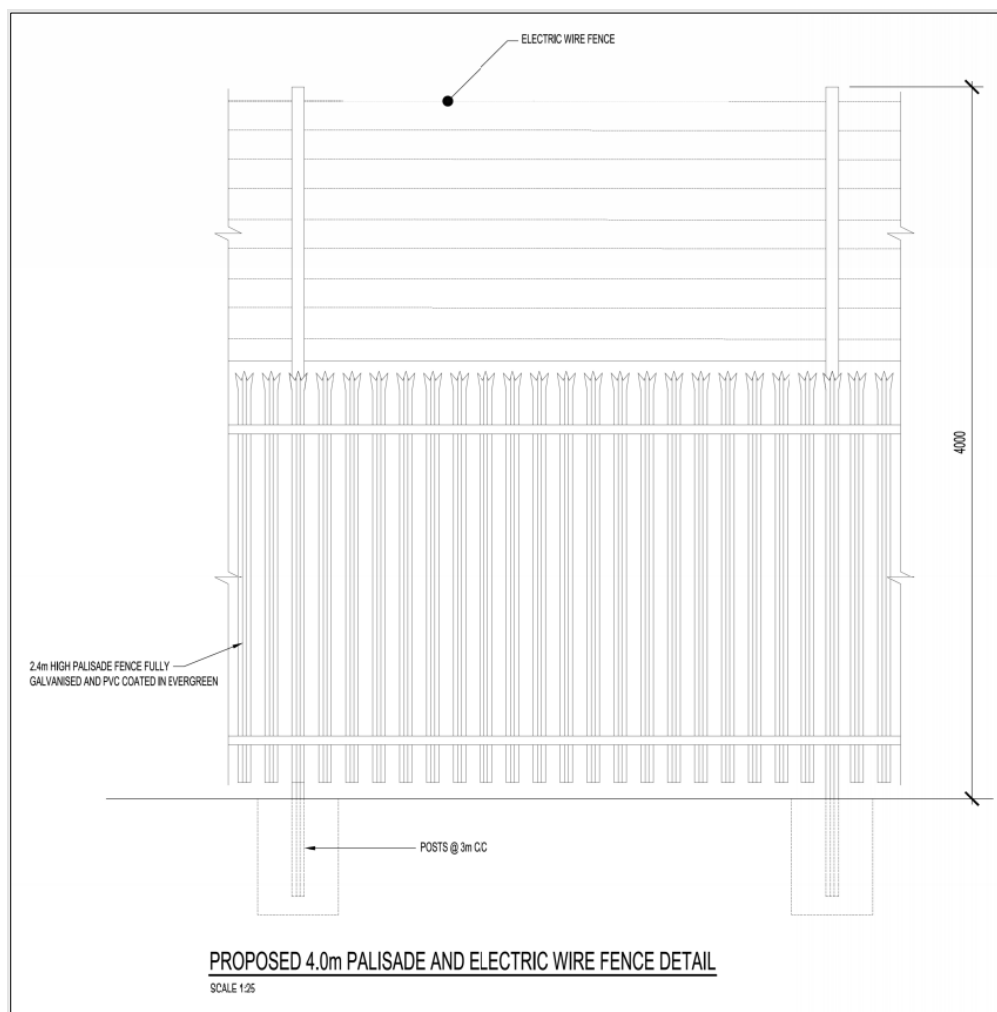 ELECTRIC WIRE FENCE
4000
2.4m HIGH PALISADE FENCE FULLY
GALVANISED AND PVC COATED IN EVERGREEN
POSTS @ 3m C/C
PROPOSED 4.0m PALISADE AND ELECTRIC WIRE FENCE DETAIL
SCALE 1:25